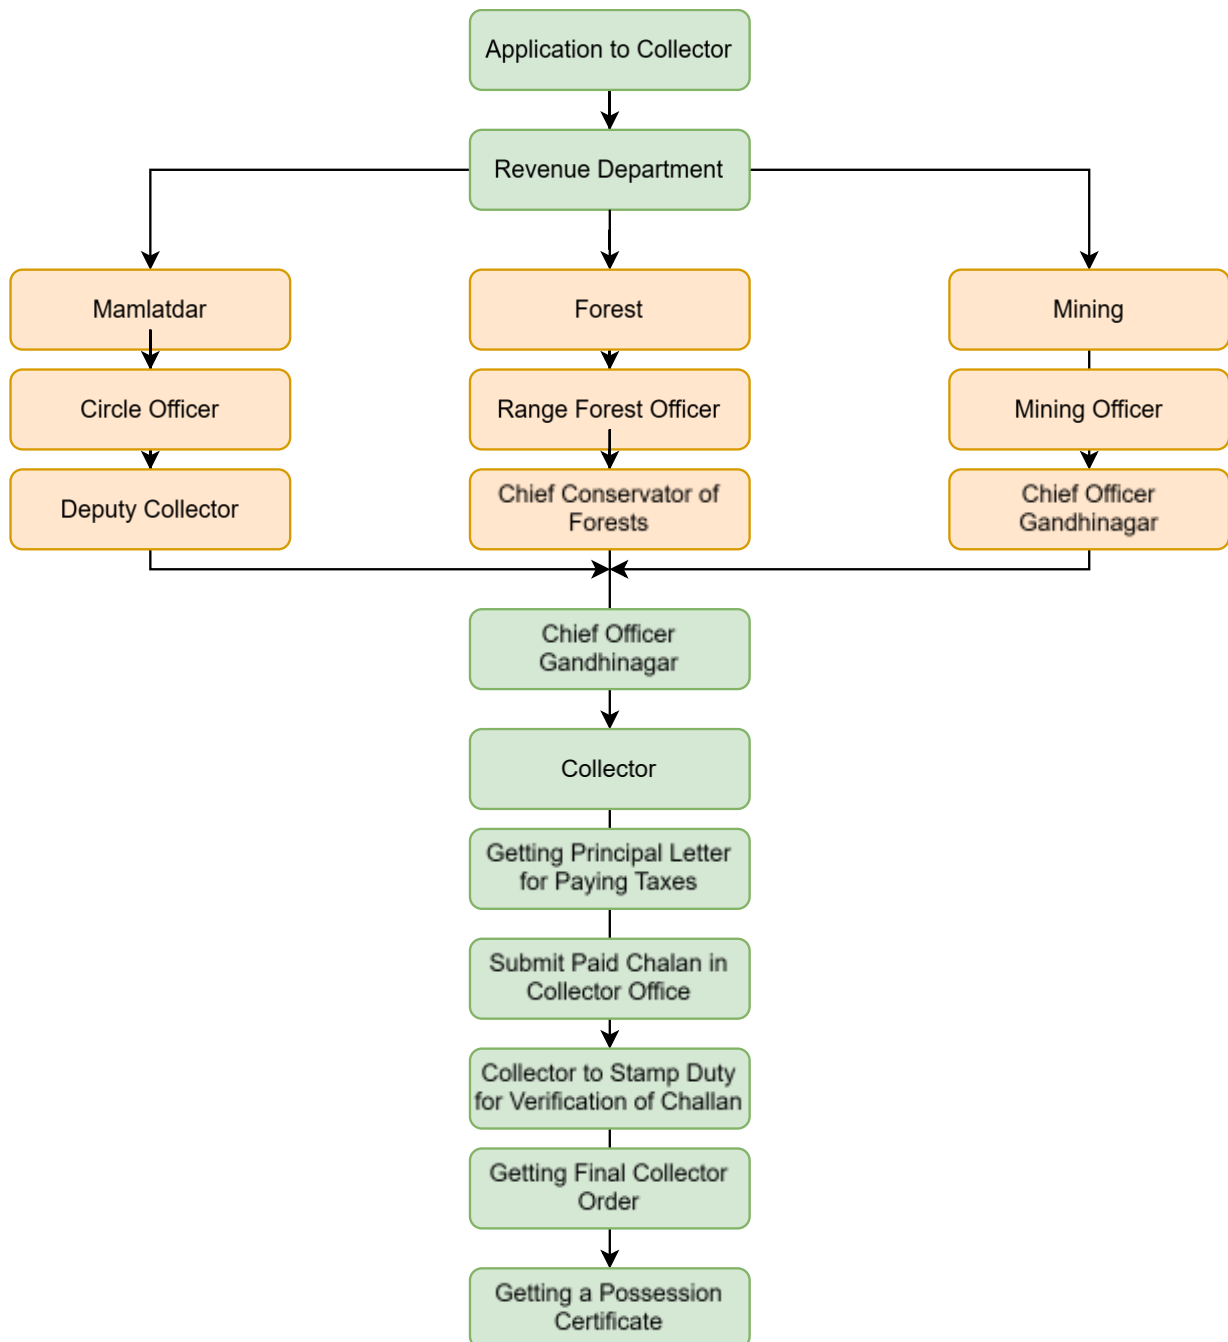 Application to Collector
Revenue Department
Mamlatdar
Forest
Mining
Circle Officer
Range Forest Officer
Mining Officer
Deputy Collector
Chief Conservator of
Forests
Chief Officer
Gandhinagar
Chief Officer
Gandhinagar
Collector
Getting Principal Letter
for Paying Taxes
Submit Paid Chalan in
Collector Office
Collector to Stamp Duty
for Verification of Challan
Getting Final Collector
Order
Getting a Possession
Certificate